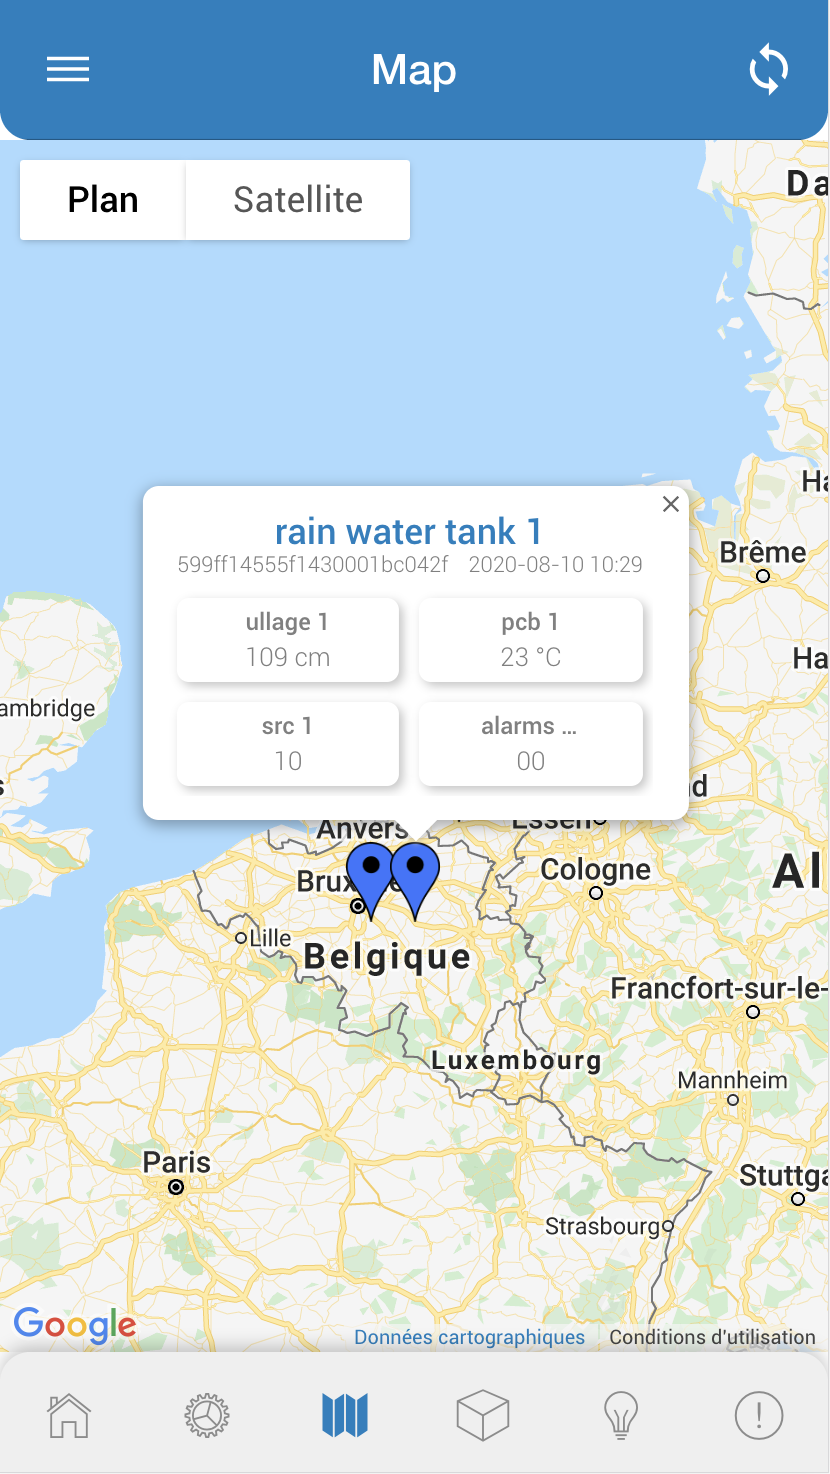 Map
Plan Satellite
Da
rain water tank 1
599ff14555f1430001bc042f 2020-08-10 10:29
ullage 1 pcb 1
109 cm 23 °C
src 1 alarms ...
10 00
Ha
Brême
Ha
ambridge
s
d
Anvers
Essen
Cologne
Al
Brux e
Lille
Belgique
Francfort-sur-le-
Luxembourg
Mannheim
Paris
Stuttga
Strasbourg
Google
Données cartographiques Conditions d'utilisation